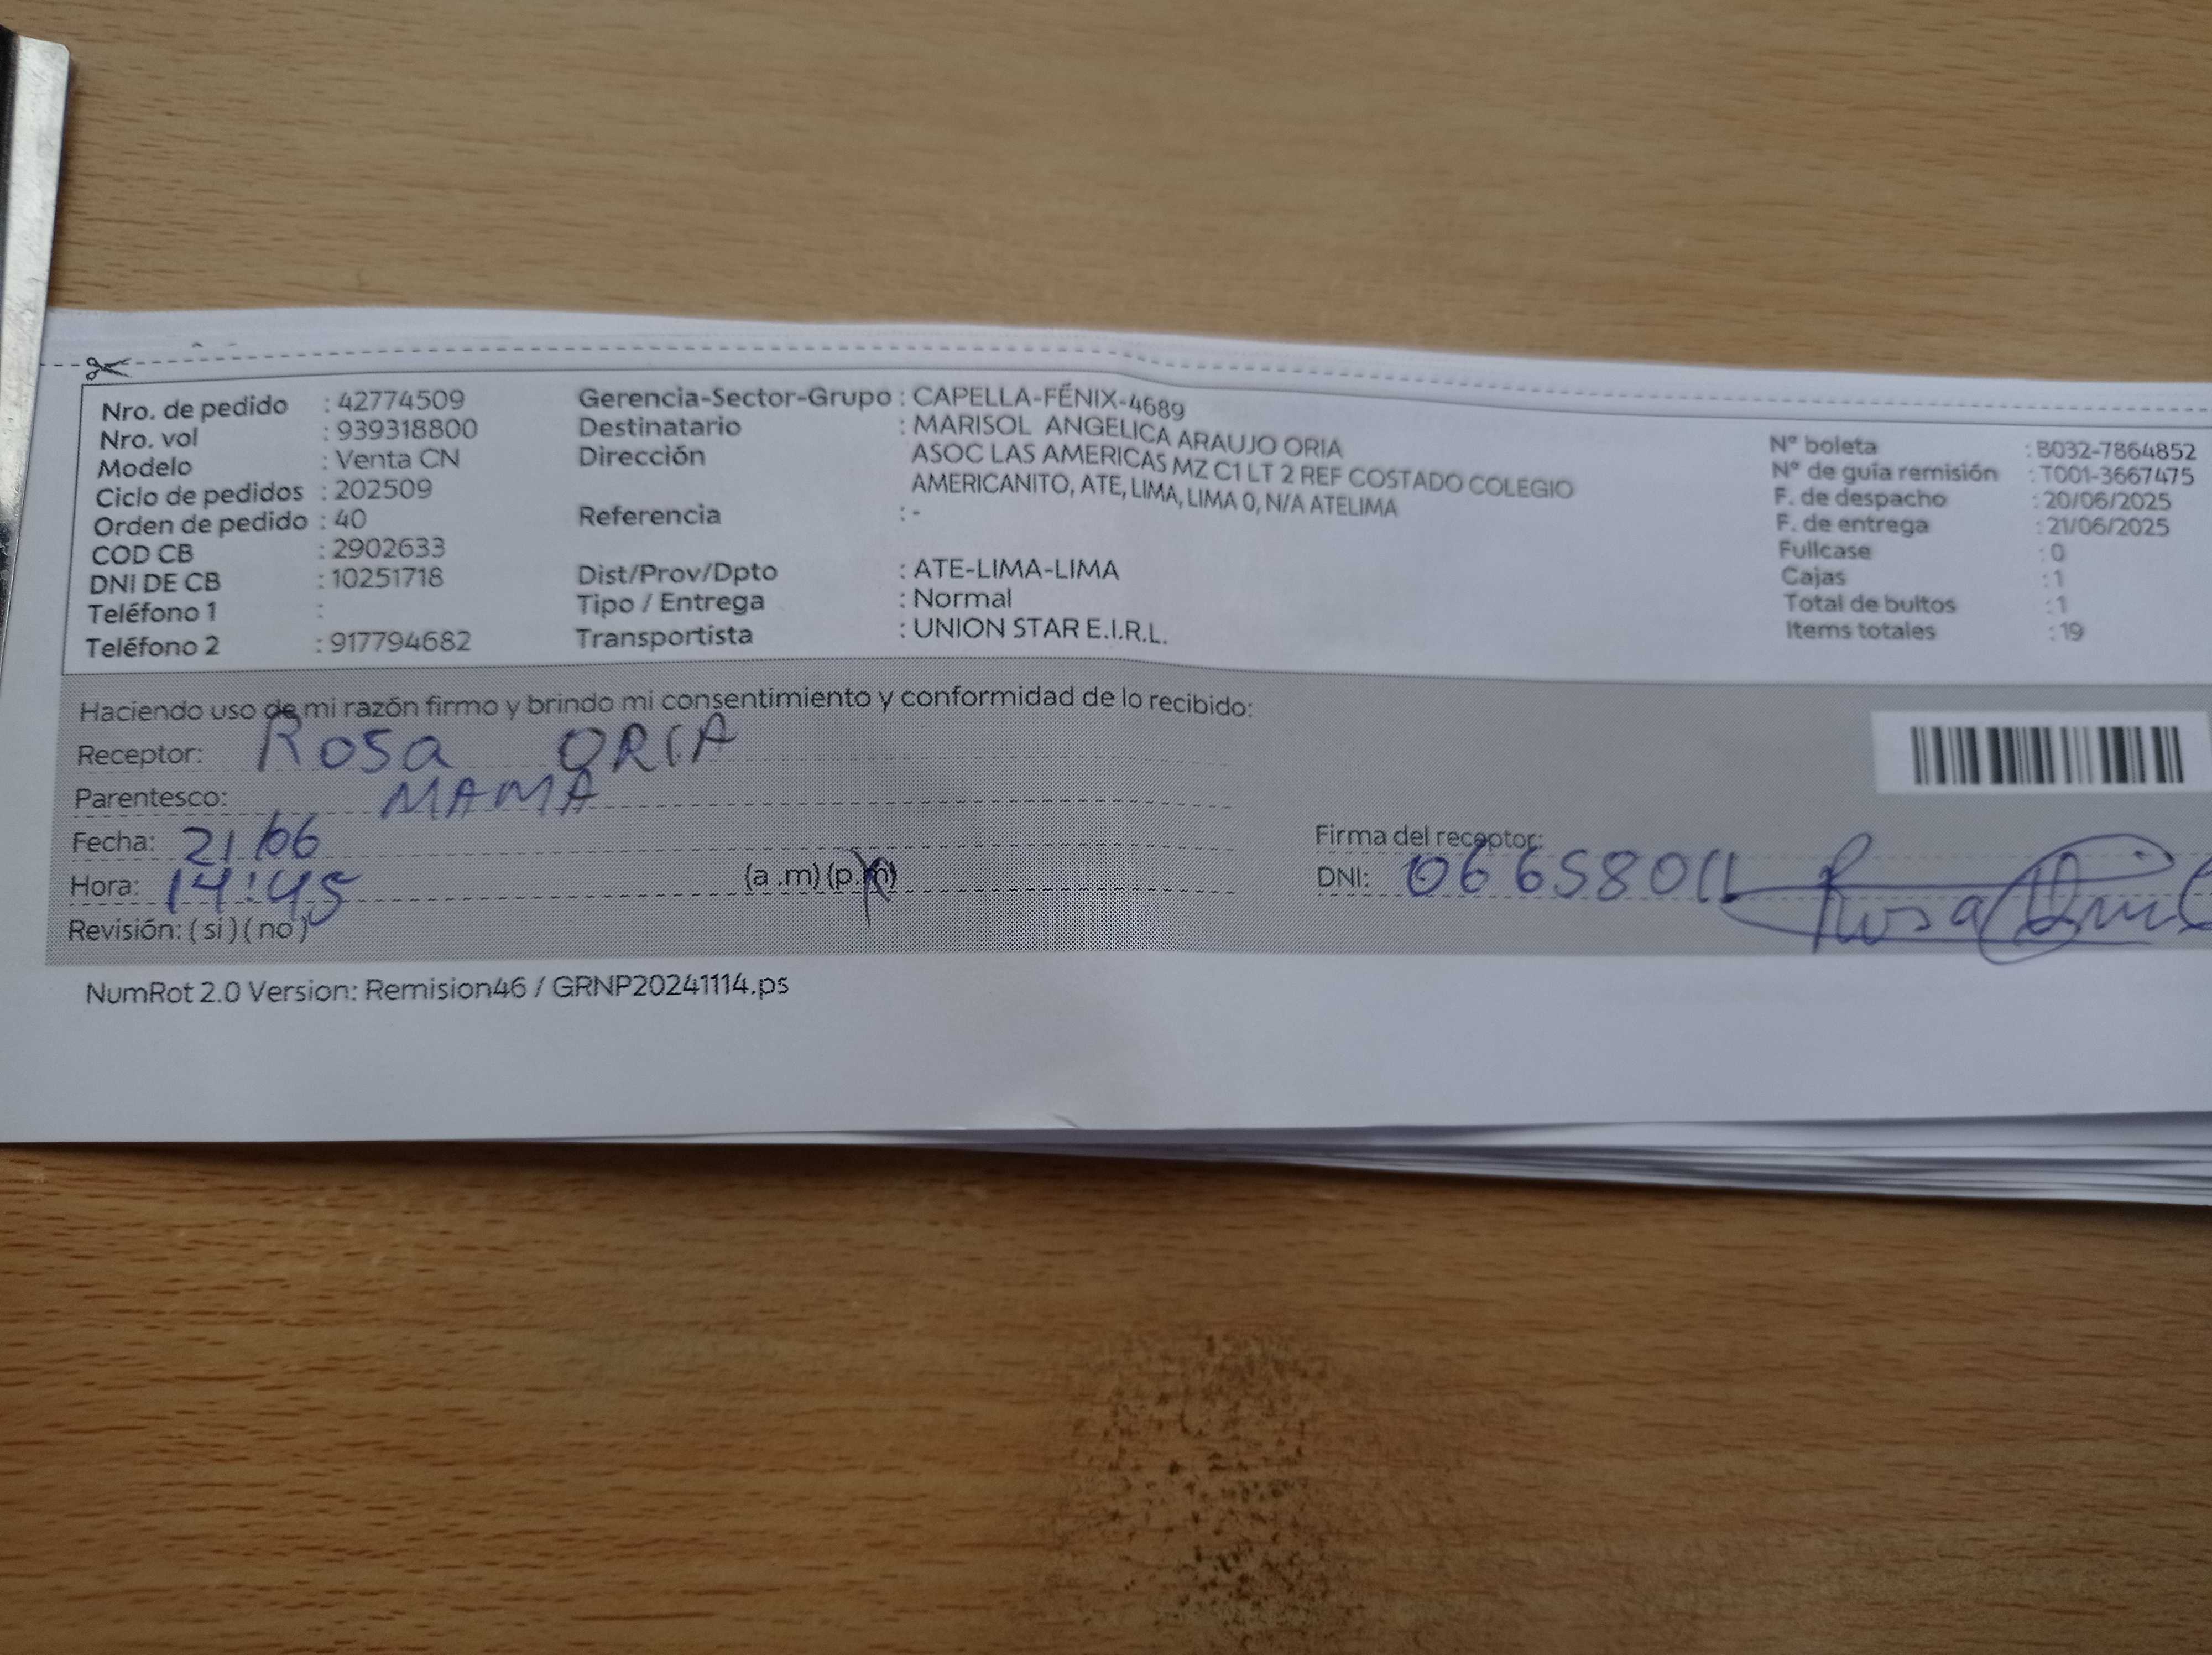 Nro. de pedido : 42774509
Nro. vol : 939318800
Modelo : Venta CN
Ciclo de pedidos : 202509
Orden de pedido : 40
COD CB : 2902633
DNI DE CB : 10251718
Teléfono 1 :
Teléfono 2 : 917794682
Gerencia-Sector-Grupo : CAPELLA-FÉNIX-4689
Destinatario : MARISOL ANGELICA ARAUJO ORIA
Dirección ASOC LAS AMERICAS MZ C1 LT 2 REF COSTADO COLEGIO
AMERICANITO, ATE, LIMA, LIMA 0, N/A ATELIMA
Referencia : -
Dist/Prov/Dpto : ATE-LIMA-LIMA
Tipo / Entrega : Normal
Transportista : UNION STAR E.I.R.L.
N° boleta : B032-7864852
N° de guía remisión : T001-3667475
F. de despacho : 20/06/2025
F. de entrega : 21/06/2025
Fullcase : 0
Cajas : 1
Total de bultos : 1
Items totales : 19
Haciendo uso de mi razón firmo y brindo mi consentimiento y conformidad de lo recibido:
Receptor: Rosa ORIA
Parentesco: MAMA
Fecha: 21/06
Hora: 14:45 (a .m) (p.m)
Revisión: ( si ) ( no )
Firma del receptor:
DNI: Rosa
NumRot 2.0 Version: Remision46 / GRNP20241114.ps